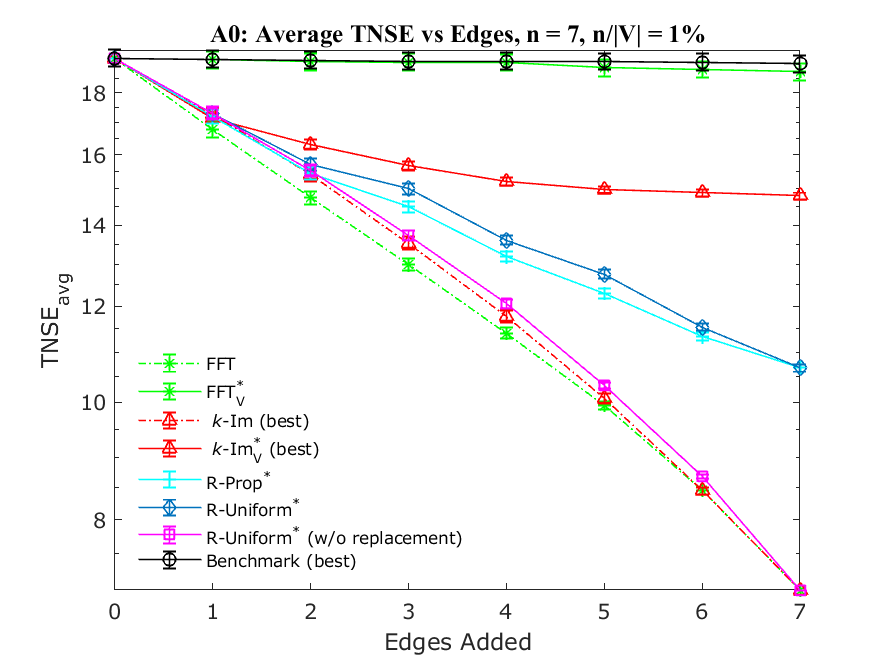 A0: Average TNSE vs Edges, n = 7, n/|V| = 1%
18
16
14
12
10
8
TNSE_avg
FFT
FFT*_V
k-Im (best)
k-Im*_V (best)
R-Prop*
R-Uniform*
R-Uniform* (w/o replacement)
Benchmark (best)
0 1 2 3 4 5 6 7
Edges Added